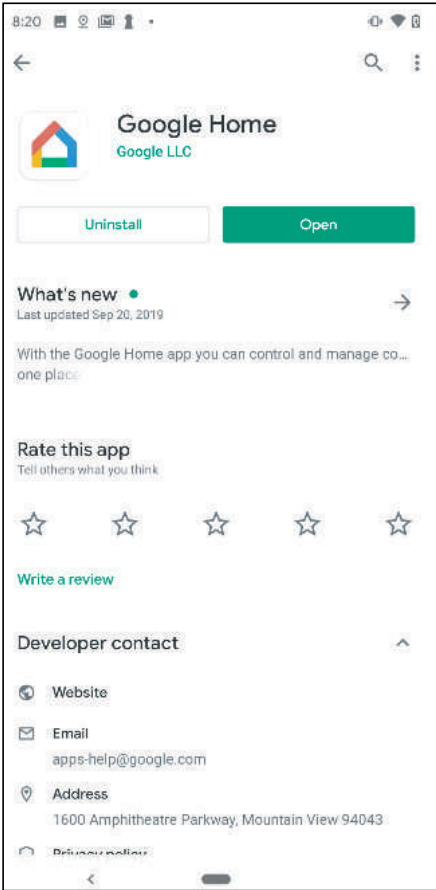 8:20
Google Home
Google LLC
Uninstall
Open
What's new
Last updated Sep 20, 2019
With the Google Home app you can control and manage co...
one place
Rate this app
Tell others what you think
Write a review
Developer contact
Website
Email
apps-help@google.com
Address
1600 Amphitheatre Parkway, Mountain View 94043
Privacy policy